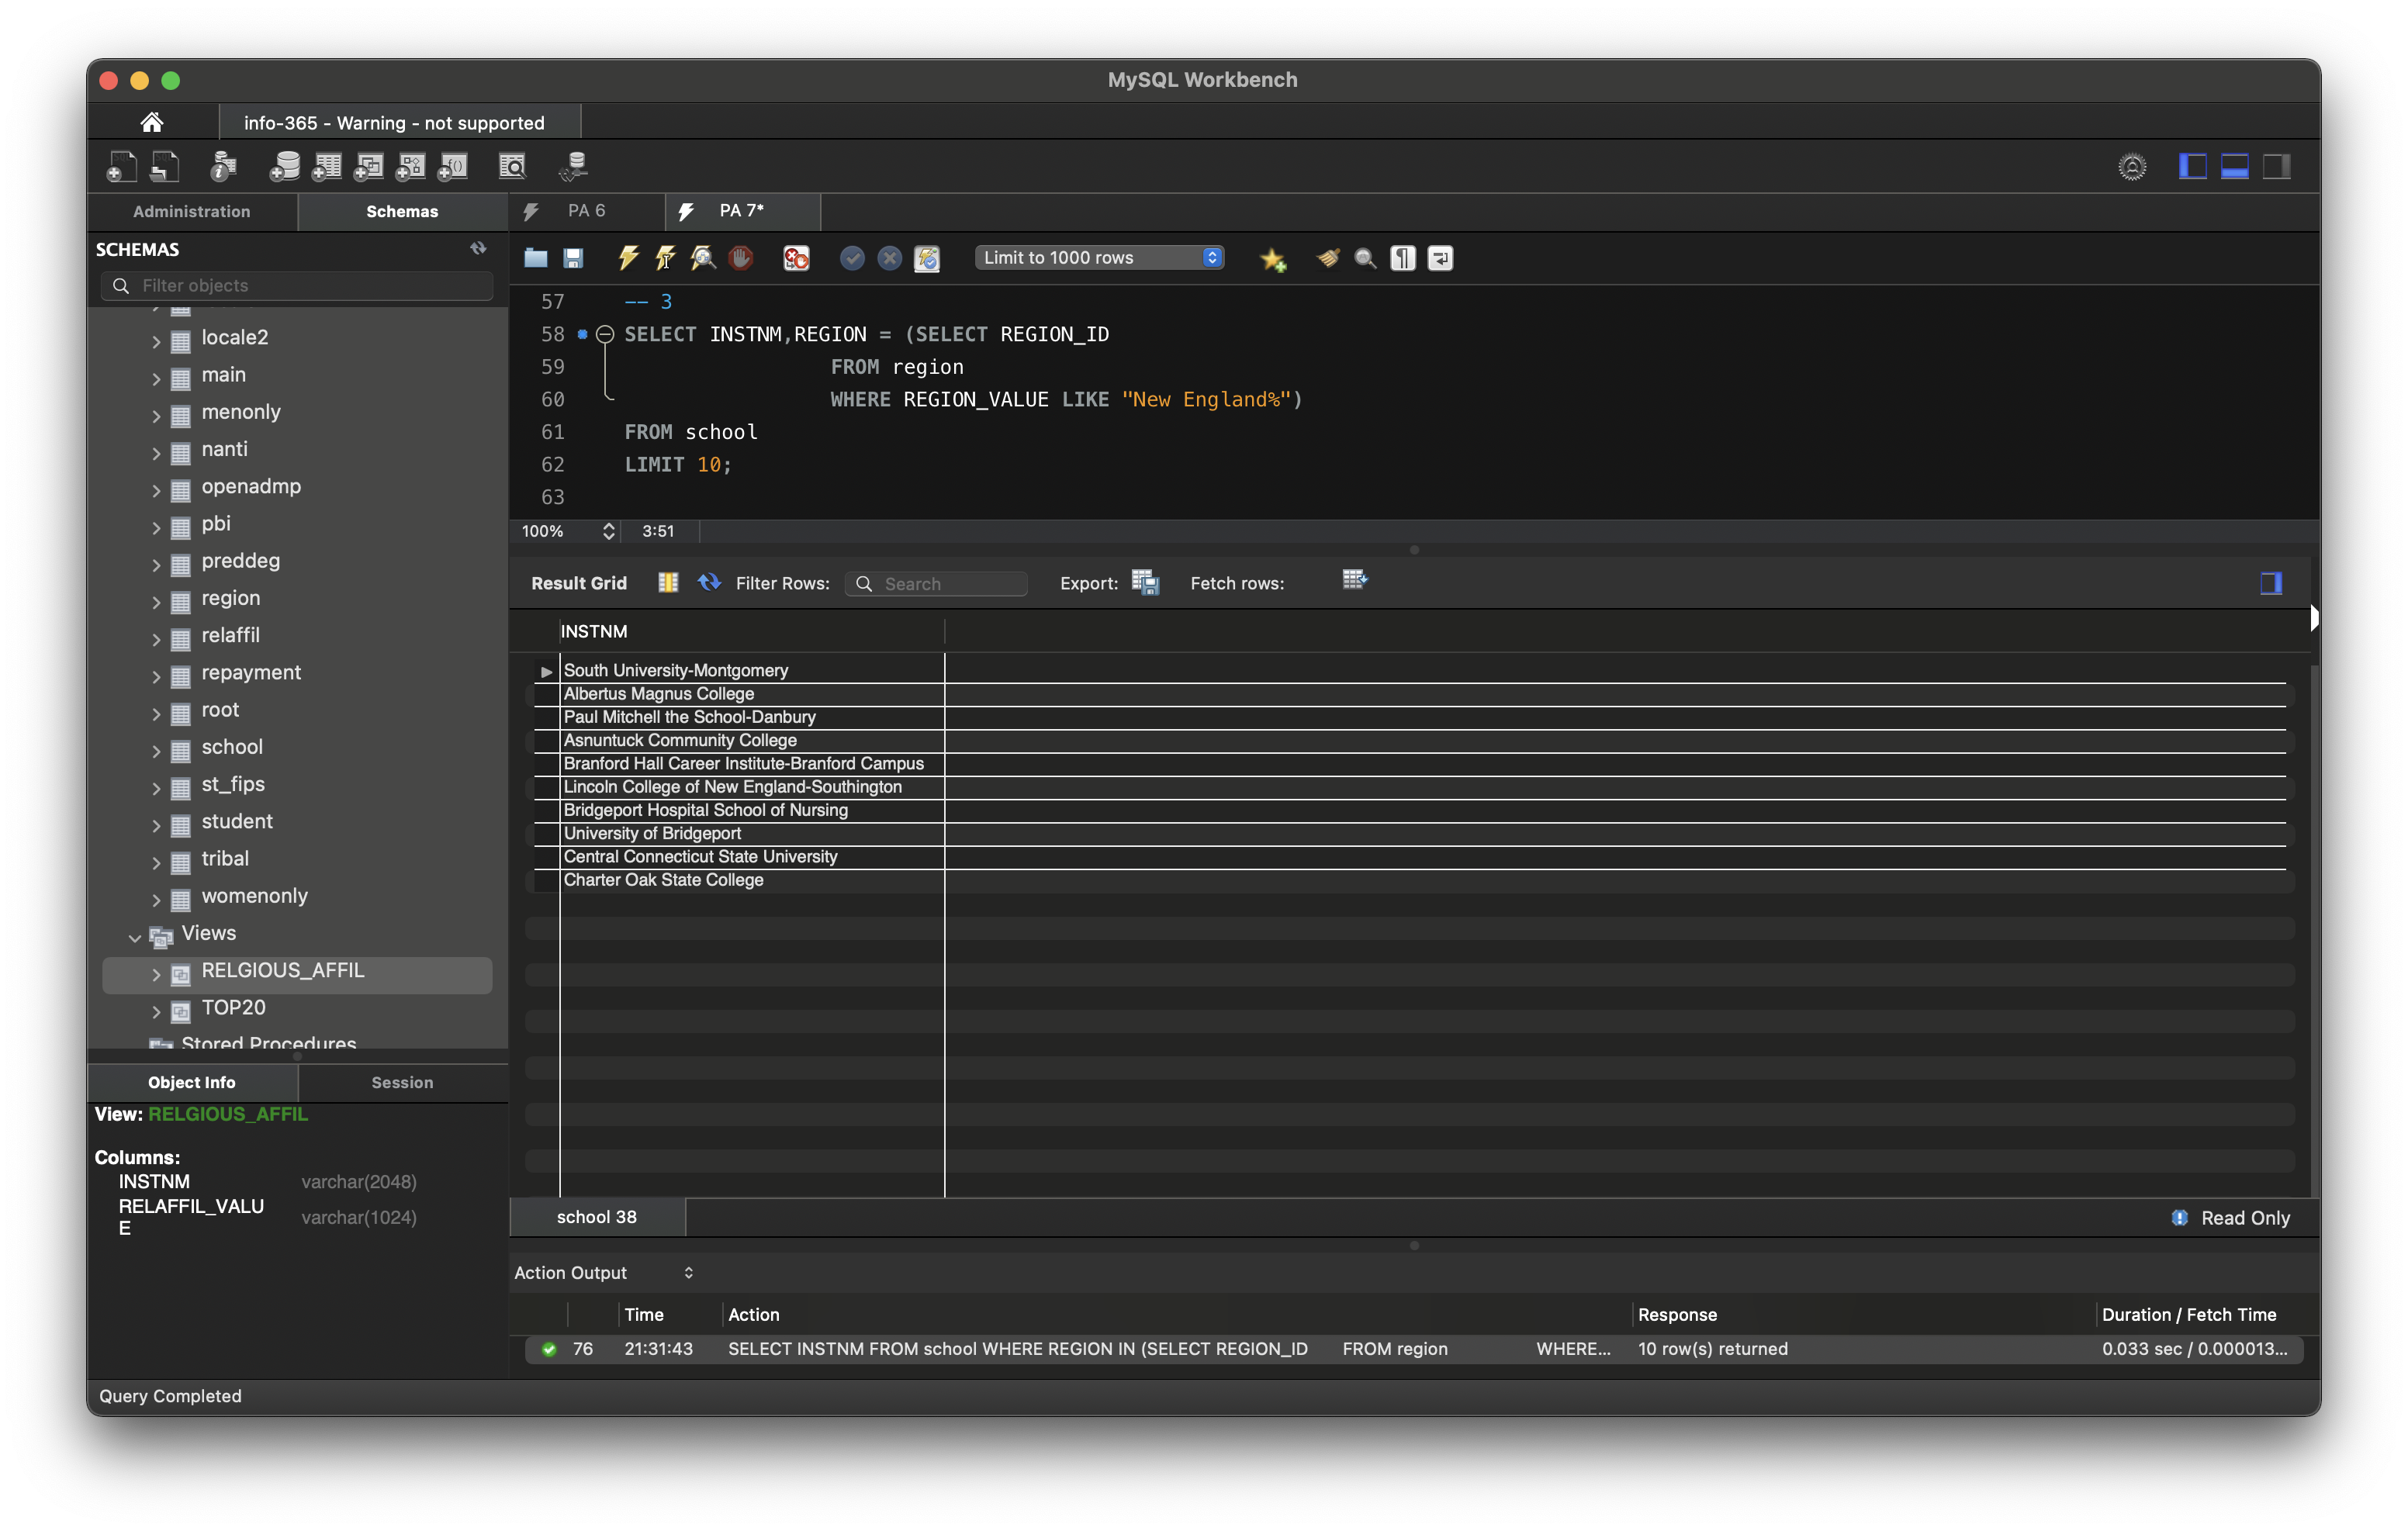 MySQL Workbench
info-365 - Warning - not supported
Administration
Schemas
PA 6
PA 7*
SCHEMAS
Filter objects
Limit to 1000 rows
locale2
main
menonly
nanti
openadmp
pbi
preddeg
region
relaffil
repayment
root
school
st_fips
student
tribal
womenonly
Views
RELGIOUS_AFFIL
TOP20
Stored Procedures
57 -- 3
58 SELECT INSTNM,REGION = (SELECT REGION_ID
59 FROM region
60 WHERE REGION_VALUE LIKE "New England%")
61 FROM school
62 LIMIT 10;
63
100% 3:51
Result Grid Filter Rows: Search Export: Fetch rows:
INSTNM
South University-Montgomery
Albertus Magnus College
Paul Mitchell the School-Danbury
Asnuntuck Community College
Branford Hall Career Institute-Branford Campus
Lincoln College of New England-Southington
Bridgeport Hospital School of Nursing
University of Bridgeport
Central Connecticut State University
Charter Oak State College
Object Info Session
View: RELGIOUS_AFFIL
Columns:
INSTNM varchar(2048)
RELAFFIL_VALU
E varchar(1024)
school 38 Read Only
Action Output
Time Action Response Duration / Fetch Time
76 21:31:43 SELECT INSTNM FROM school WHERE REGION IN (SELECT REGION_ID FROM region WHERE... 10 row(s) returned 0.033 sec / 0.000013...
Query Completed